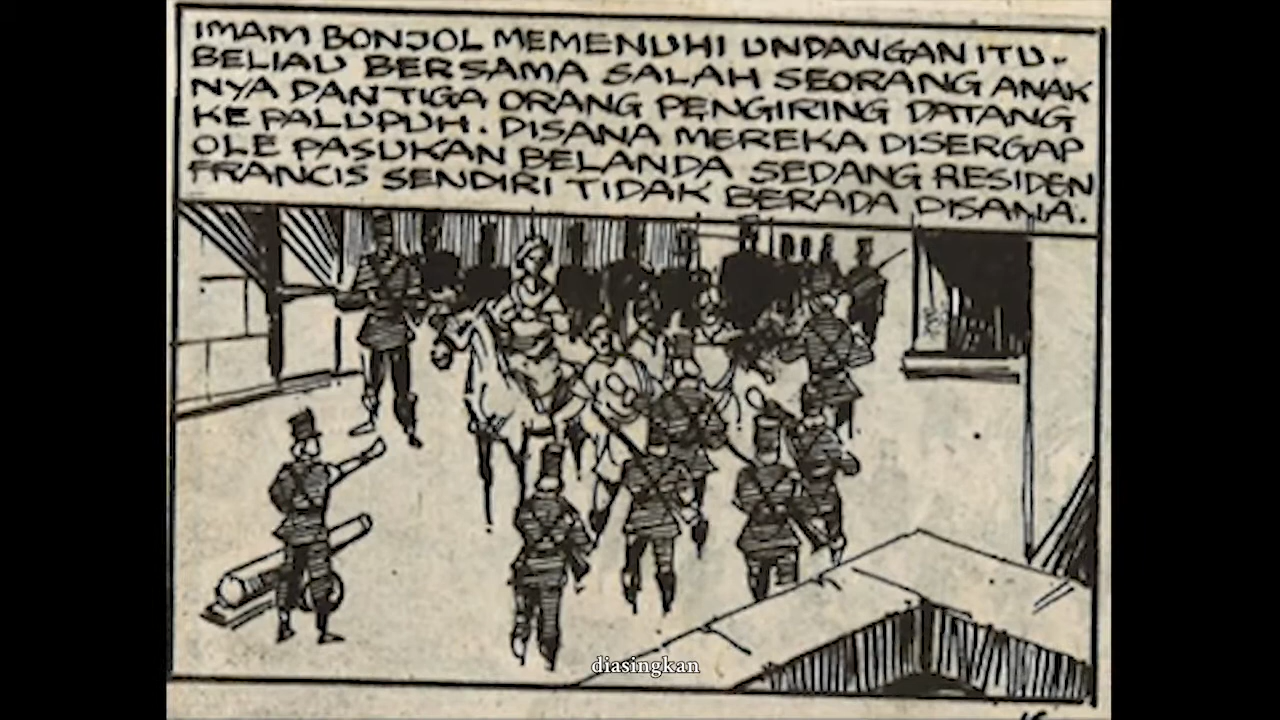 IMAM BONJOL MEMENUHI UNDANGAN ITU.
BELIAU BERSAMA SALAH SEORANG ANAK
NYA DAN TIGA ORANG PENGIRING DATANG
KE PALUPUH. DISANA MEREKA DISERGAP
OLE PASUKAN BELANDA SEDANG RESIDEN
FRANCIS SENDIRI TIDAK BERADA DISANA.
diasingkan